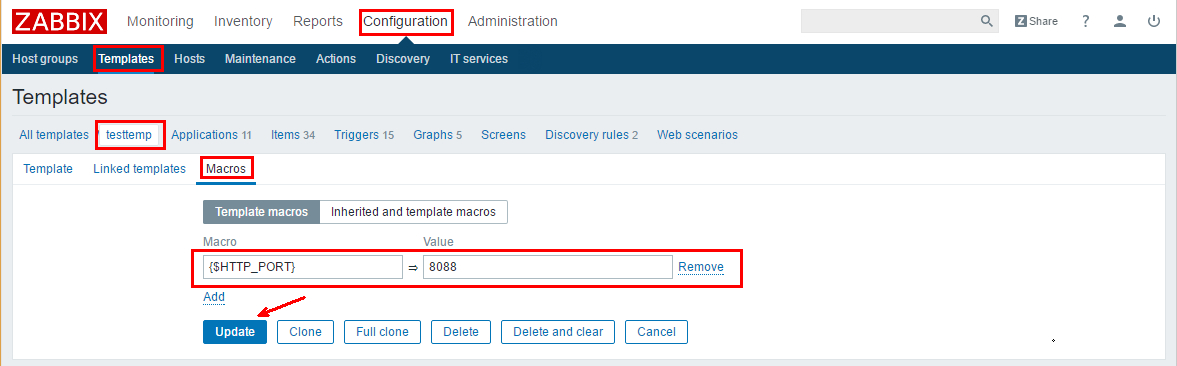 ZABBIX Monitoring Inventory Reports Configuration Administration Z Share ?
Host groups Templates Hosts Maintenance Actions Discovery IT services
Templates
All templates / testtemp Applications 11 Items 34 Triggers 15 Graphs 5 Screens Discovery rules 2 Web scenarios
Template Linked templates Macros
Template macros Inherited and template macros
Macro Value
{$HTTP_PORT} ⇒ 8088 Remove
Add
Update Clone Full clone Delete Delete and clear Cancel